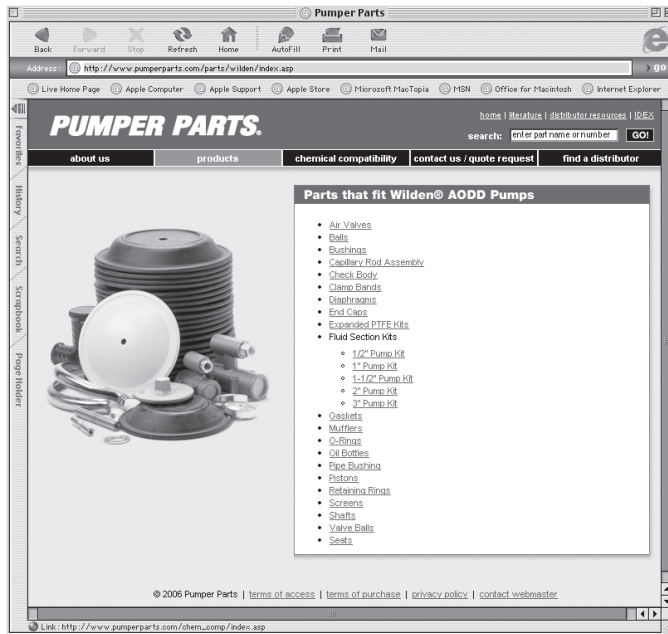 Pumper Parts
Back Forward Stop Refresh Home AutoFill Print Mail
Address: http://www.pumperparts.com/parts/wilden/index.asp go
Live Home Page Apple Computer Apple Support Apple Store Microsoft MacTopia MSN Office for Macintosh Internet Explorer
Favorites
History
Search
Scrapbook
Page Holder
PUMPER PARTS.
home | literature | distributor resources | IDEX
search: enter part name or number GO!
about us products chemical compatibility contact us / quote request find a distributor
Parts that fit Wilden® AODD Pumps
• Air Valves
• Balls
• Bushings
• Capillary Rod Assembly
• Check Body
• Clamp Bands
• Diaphragms
• End Caps
• Expanded PTFE Kits
• Fluid Section Kits
◦ 1/2" Pump Kit
◦ 1" Pump Kit
◦ 1-1/2" Pump Kit
◦ 2" Pump Kit
◦ 3" Pump Kit
• Gaskets
• Mufflers
• O-Rings
• Oil Bottles
• Pipe Bushing
• Pistons
• Retaining Rings
• Screens
• Shafts
• Valve Balls
• Seats
© 2006 Pumper Parts | terms of access | terms of purchase | privacy policy | contact webmaster
Link: http://www.pumperparts.com/chem_comp/index.asp